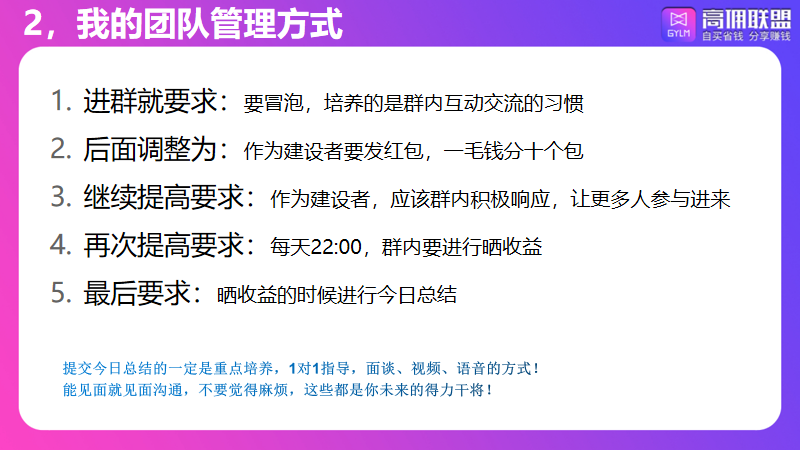 2，我的团队管理方式
高佣联盟
GYLM
自买省钱 分享赚钱
1. 进群就要求：要冒泡，培养的是群内互动交流的习惯
2. 后面调整为：作为建设者要发红包，一毛钱分十个包
3. 继续提高要求：作为建设者，应该群内积极响应，让更多人参与进来
4. 再次提高要求：每天22:00，群内要进行晒收益
5. 最后要求：晒收益的时候进行今日总结
提交今日总结的一定是重点培养，1对1指导，面谈、视频、语音的方式！
能见面就见面沟通，不要觉得麻烦，这些都是你未来的得力干将！